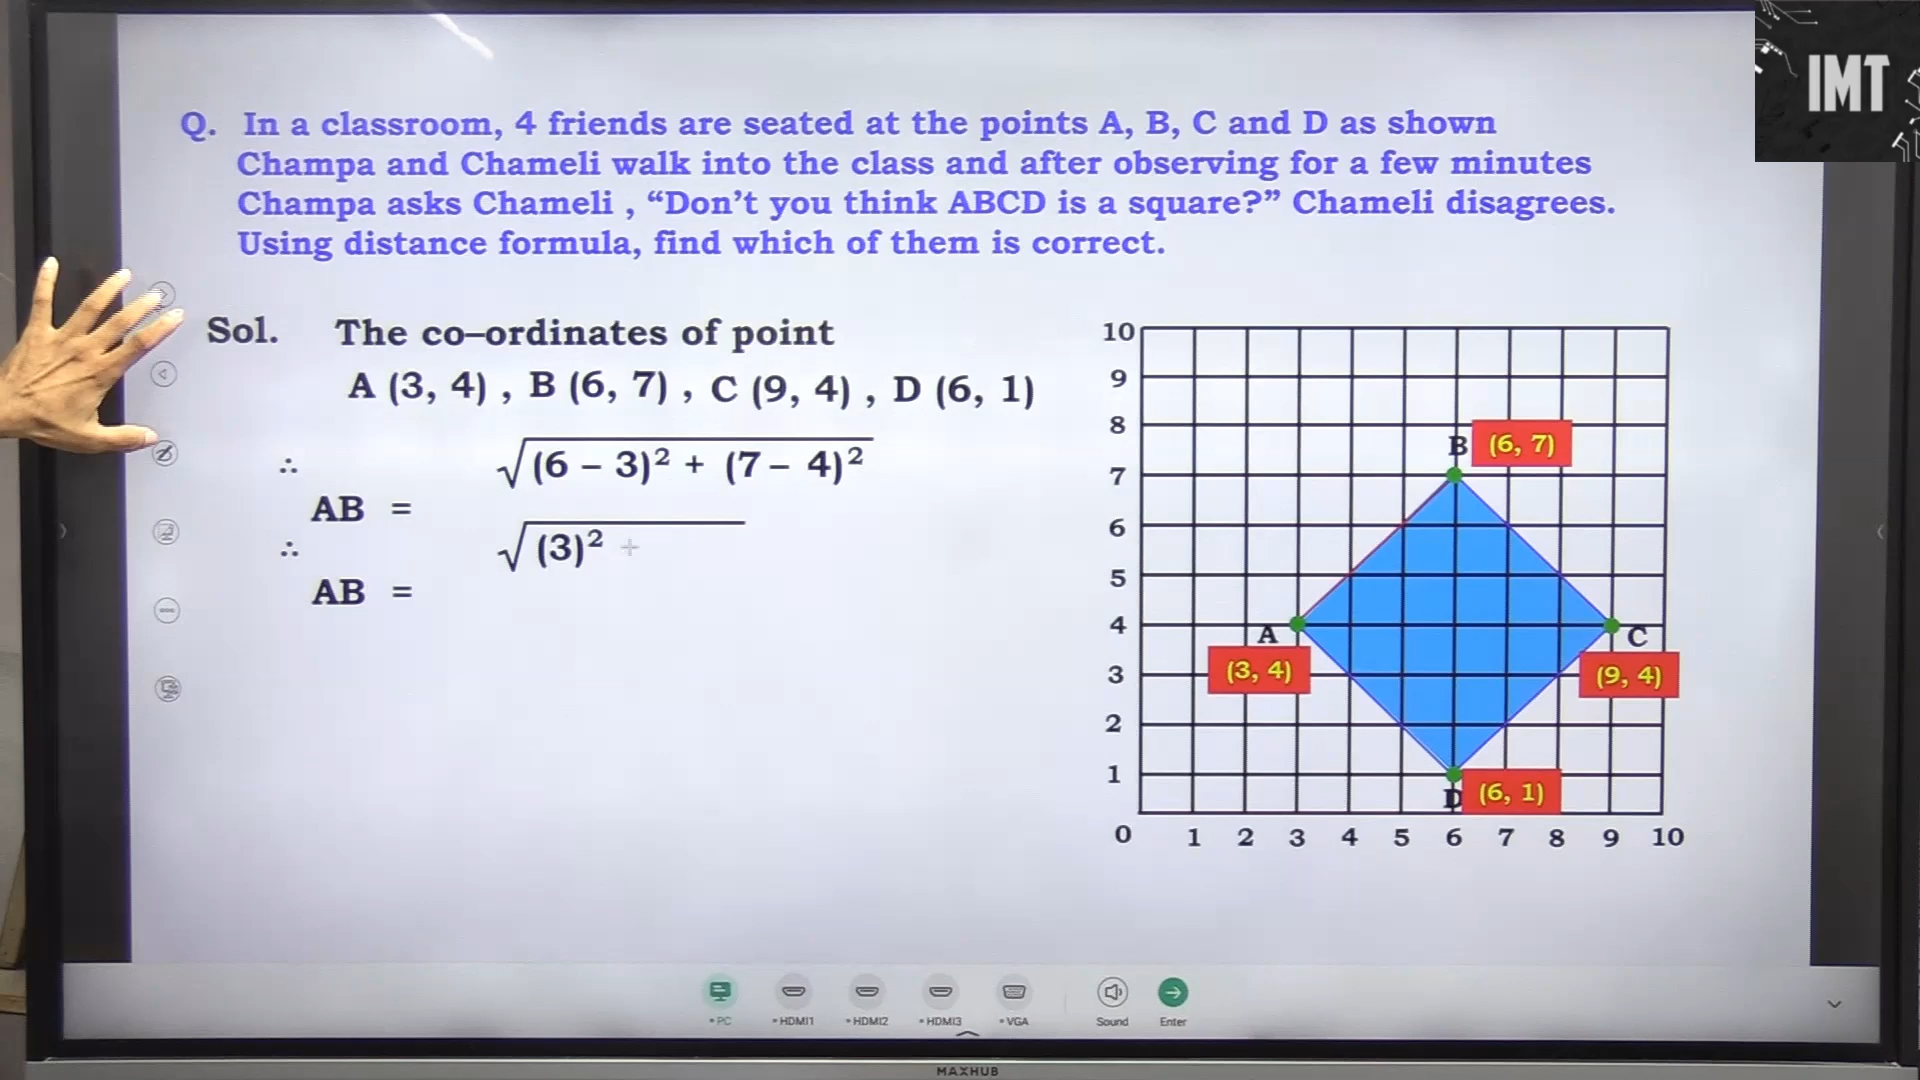 IMT
Q. In a classroom, 4 friends are seated at the points A, B, C and D as shown
Champa and Chameli walk into the class and after observing for a few minutes
Champa asks Chameli , “Don’t you think ABCD is a square?” Chameli disagrees.
Using distance formula, find which of them is correct.
Sol. The co–ordinates of point
A (3, 4) , B (6, 7) , C (9, 4) , D (6, 1)
∴ √(6 – 3)² + (7 – 4)²
AB =
∴ √(3)² +
AB =
10
9
8
7
6
5
4
3
2
1
B (6, 7)
A
(3, 4)
C
(9, 4)
D (6, 1)
0 1 2 3 4 5 6 7 8 9 10
PC HDMI1 HDMI2 HDMI3 VGA Sound Enter
MAXHUB